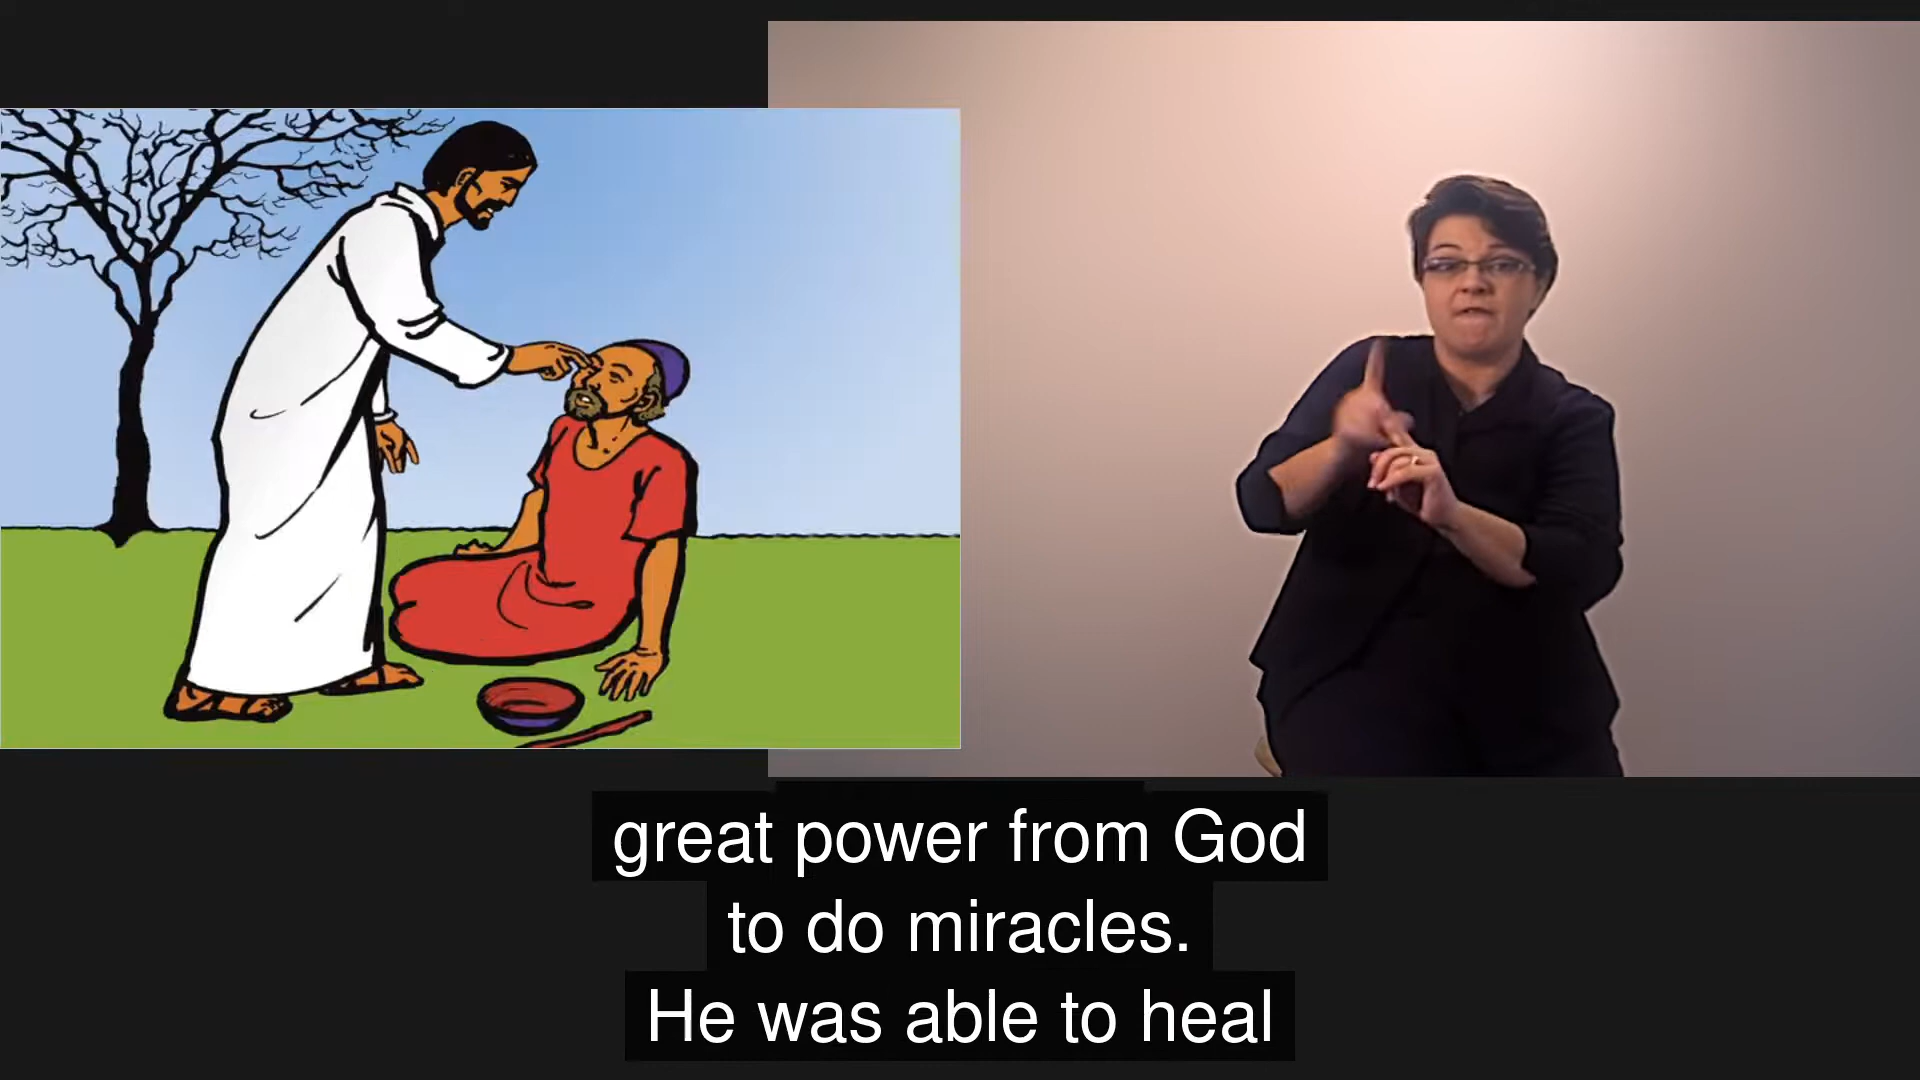 great power from God
to do miracles.
He was able to heal